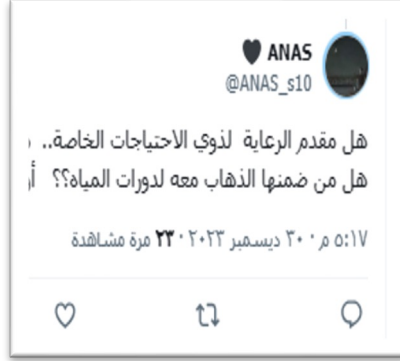 ANAS 🖤
@ANAS_s10
هل مقدم الرعاية لذوي الاحتياجات الخاصة..
هل من ضمنها الذهاب معه لدورات المياة؟؟
٥:١٧ م · ٣٠ ديسمبر ٢٠٢٣ · ٢٣ مرة مشاهدة